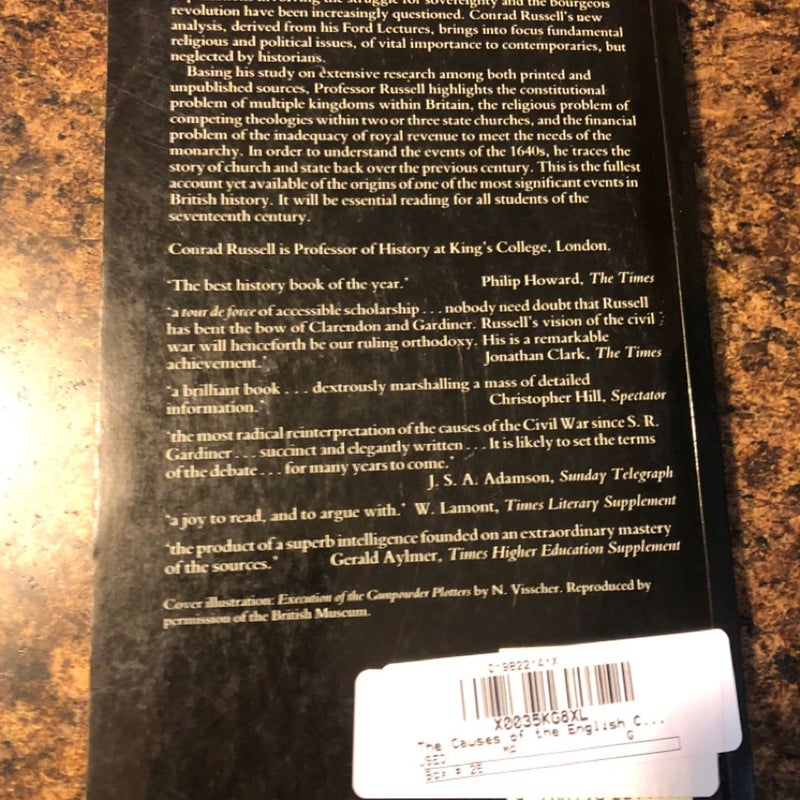 involving the struggle for sovereignty and the bourgeois
revolution have been increasingly questioned. Conrad Russell's new
analysis, derived from his Ford Lectures, brings into focus fundamental
religious and political issues, of vital importance to contemporaries, but
neglected by historians.
Basing his study on extensive research among both printed and
unpublished sources, Professor Russell highlights the constitutional
problem of multiple kingdoms within Britain, the religious problem of
competing theologies within two or three state churches, and the financial
problem of the inadequacy of royal revenue to meet the needs of the
monarchy. In order to understand the events of the 1640s, he traces the
story of church and state back over the previous century. This is the fullest
account yet available of the origins of one of the most significant events in
British history. It will be essential reading for all students of the
seventeenth century.
Conrad Russell is Professor of History at King's College, London.
'The best history book of the year.' Philip Howard, The Times
'a tour de force of accessible scholarship . . . nobody need doubt that Russell
has bent the bow of Clarendon and Gardiner. Russell's vision of the civil
war will henceforth be our ruling orthodoxy. His is a remarkable
achievement.' Jonathan Clark, The Times
'a brilliant book . . . dextrously marshalling a mass of detailed
information.' Christopher Hill, Spectator
'the most radical reinterpretation of the causes of the Civil War since S. R.
Gardiner . . . succinct and elegantly written . . . It is likely to set the terms
of the debate . . . for many years to come.'
J. S. A. Adamson, Sunday Telegraph
'a joy to read, and to argue with.' W. Lamont, Times Literary Supplement
'the product of a superb intelligence founded on an extraordinary mastery
of the sources.' Gerald Aylmer, Times Higher Education Supplement
Cover illustration: Execution of the Gunpowder Plotters by N. Visscher. Reproduced by
permission of the British Museum.
X0035KG8XL
The Causes of the English C...
USED G
Box #